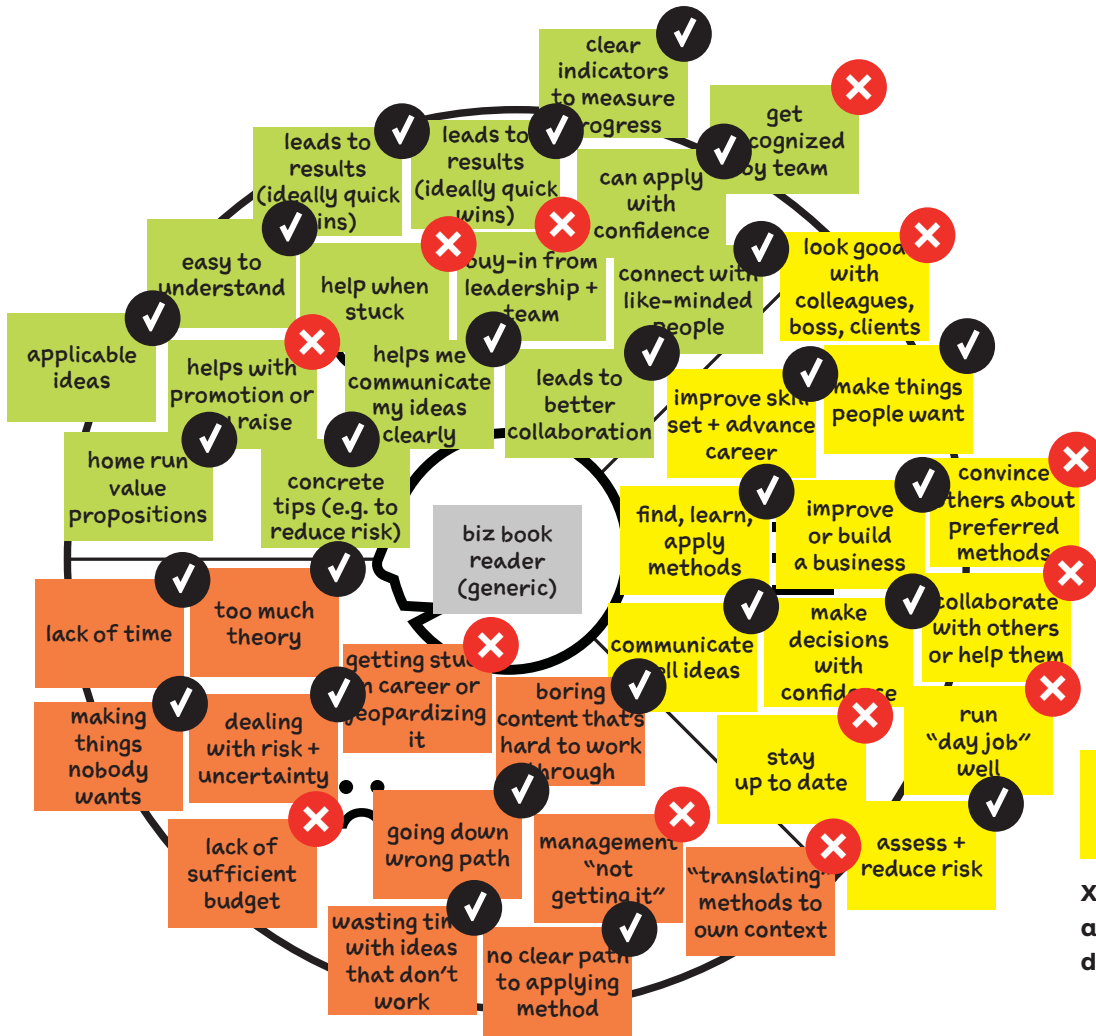 clear
indicators
to measure
progress
get
recognized
by team
leads to
results
(ideally quick
wins)
leads to
results
(ideally quick
wins)
can apply
with
confidence
easy to
understand
help when
stuck
buy-in from
leadership +
team
connect with
like-minded
people
look good
with
colleagues,
boss, clients
applicable
ideas
helps with
promotion or
raise
helps me
communicate
my ideas
clearly
leads to
better
collaboration
improve skill
set + advance
career
make things
people want
home run
value
propositions
concrete
tips (e.g. to
reduce risk)
biz book
reader
(generic)
find, learn,
apply
methods
improve
or build
a business
convince
others about
preferred
methods
lack of time
too much
theory
getting stuck
in career or
jeopardizing
it
boring
content that's
hard to work
through
communicate
sell ideas
make
decisions
with
confidence
collaborate
with others
or help them
making
things
nobody
wants
dealing
with risk +
uncertainty
stay
up to date
run
“day job”
well
lack of
sufficient
budget
going down
wrong path
management
“not
getting it”
“translating”
methods to
own context
assess +
reduce risk
wasting time
with ideas
that don't
work
no clear path
to applying
method
X
a
d